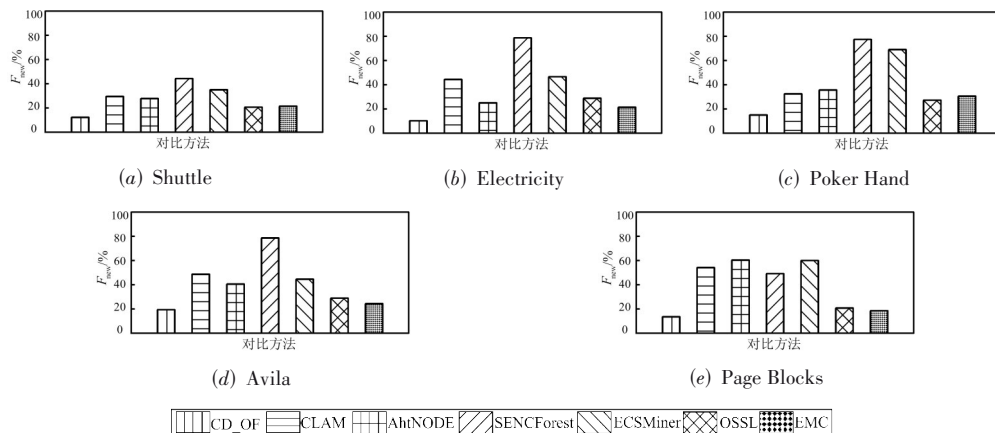 100
80
60
40
20
0
F_new/%
对比方法
(a) Shuttle
100
80
60
40
20
0
F_new/%
对比方法
(b) Electricity
100
80
60
40
20
0
F_new/%
对比方法
(c) Poker Hand
100
80
60
40
20
0
F_new/%
对比方法
(d) Avila
100
80
60
40
20
0
F_new/%
对比方法
(e) Page Blocks
CD_OF CLAM AhtNODE SENCForest ECSMiner OSSL EMC